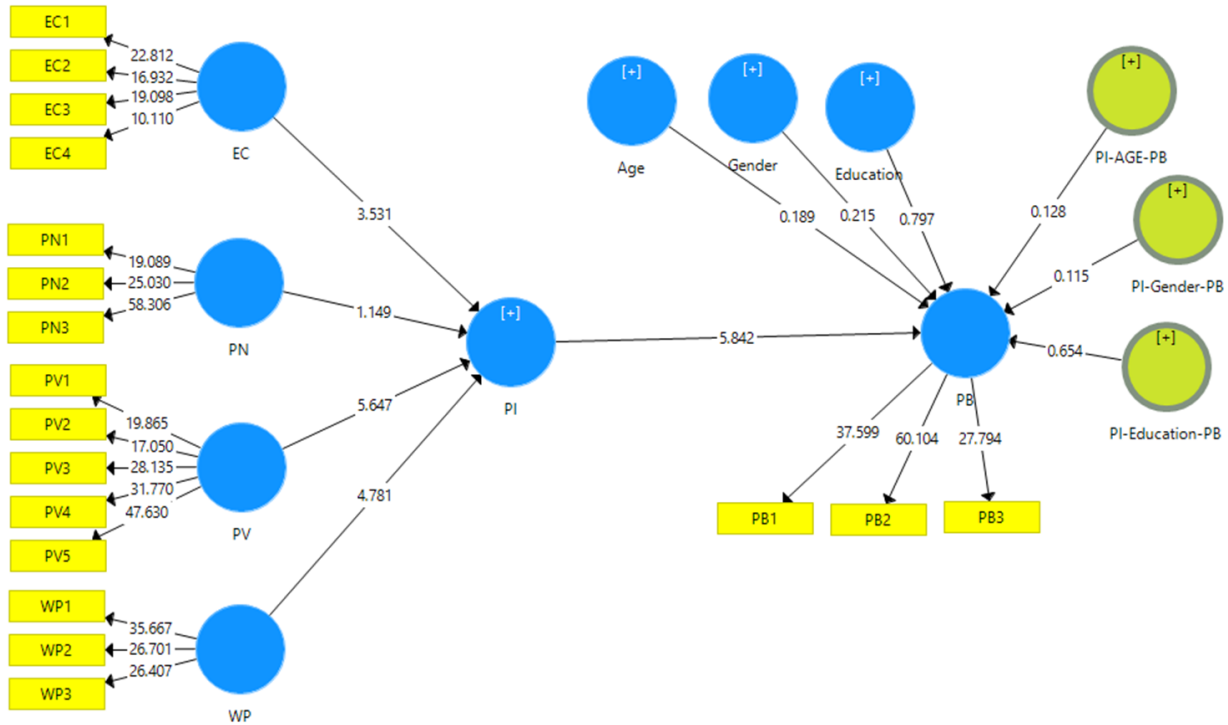 EC1
EC2
EC3
EC4
22.812
16.932
19.098
10.110
EC
3.531
PN1
PN2
PN3
19.089
25.030
58.306
PN
1.149
PV1
PV2
PV3
PV4
PV5
19.865
17.050
28.135
31.770
47.630
PV
5.647
WP1
WP2
WP3
35.667
26.701
26.407
WP
4.781
[+]
PI
5.842
[+]
Age
0.189
[+]
Gender
0.215
[+]
Education
0.797
[+]
PI-AGE-PB
0.128
[+]
PI-Gender-PB
0.115
[+]
PI-Education-PB
0.654
PB
37.599
60.104
27.794
PB1
PB2
PB3